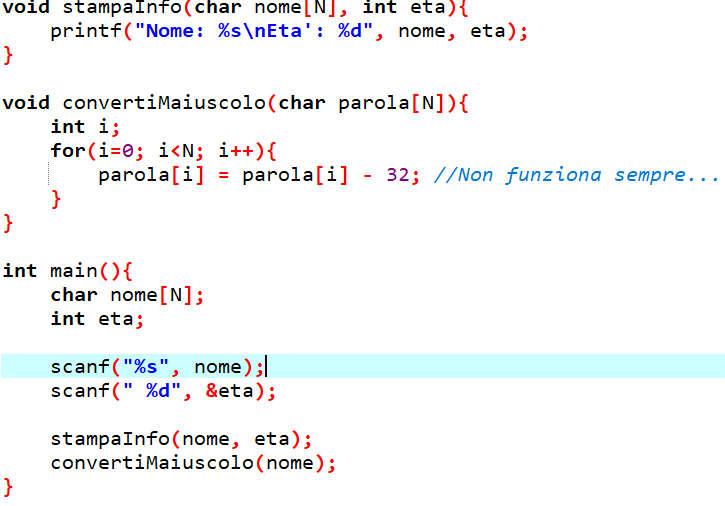 void stampaInfo(char nome[N], int eta){
    printf("Nome: %s\nEta': %d", nome, eta);
}

void convertiMaiuscolo(char parola[N]){
    int i;
    for(i=0; i<N; i++){
        parola[i] = parola[i] - 32; //Non funziona sempre...
    }
}

int main(){
    char nome[N];
    int eta;

    scanf("%s", nome);
    scanf(" %d", &eta);

    stampaInfo(nome, eta);
    convertiMaiuscolo(nome);
}